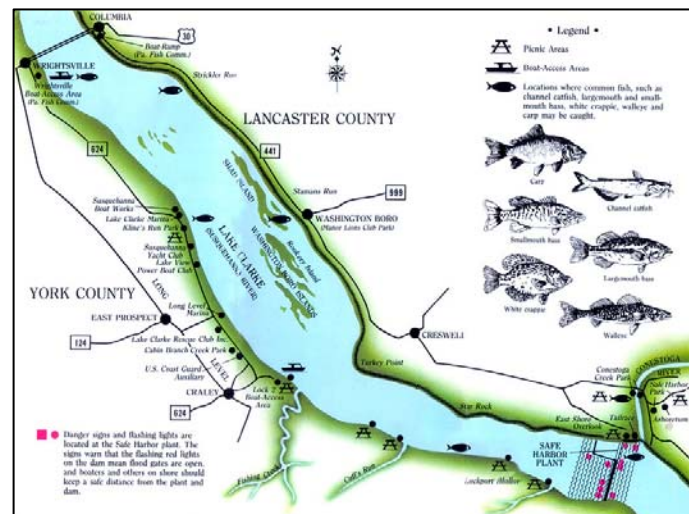 COLUMBIA
30
Boat Ramp
(Pa. Fish Comm.)
WRIGHTSVILLE
Wrightsville
Boat-Access Area
(Pa. Fish Comm.)
Strickler Run
624
LANCASTER COUNTY
441
999
Stamans Run
SHAD ISLAND
WASHINGTON BORO
(Manor Lions Club Park)
Rookery Island
WASHINGTON BORO ISLANDS
LAKE CLARKE
(SUSQUEHANNA RIVER)
Susquehanna
Boat Works
Lake Clarke Marina
Kline's Run Park
Susquehanna
Yacht Club
Lake View
Power Boat Club
YORK COUNTY
LONG
LEVEL
Long Level
Marina
EAST PROSPECT
124
Lake Clarke Rescue Club Inc.
Cabin Branch Creek Park
U.S. Coast Guard
Auxiliary
CRALEY
624
Lock 2
Boat-Access
Area
Fishing Creek
Cuff's Run
Lockport Hollow
Turkey Point
Star Rock
CRESWELL
CONESTOGA
RIVER
Conestoga
Creek Park
Safe Harbor
Park
Arboretum
East Shore
Overlook
Tailrace
SAFE
HARBOR
PLANT
• Legend •
Picnic Areas
Boat-Access Areas
Locations where common fish, such as
channel catfish, largemouth and small-
mouth bass, white crappie, walleye and
carp may be caught.
Carp
Channel catfish
Smallmouth bass
Largemouth bass
White crappie
Walleye
Danger signs and flashing lights are
located at the Safe Harbor plant. The
signs warn that the flashing red lights
on the dam mean flood gates are open,
and boaters and others on shore should
keep a safe distance from the plant and
dam.